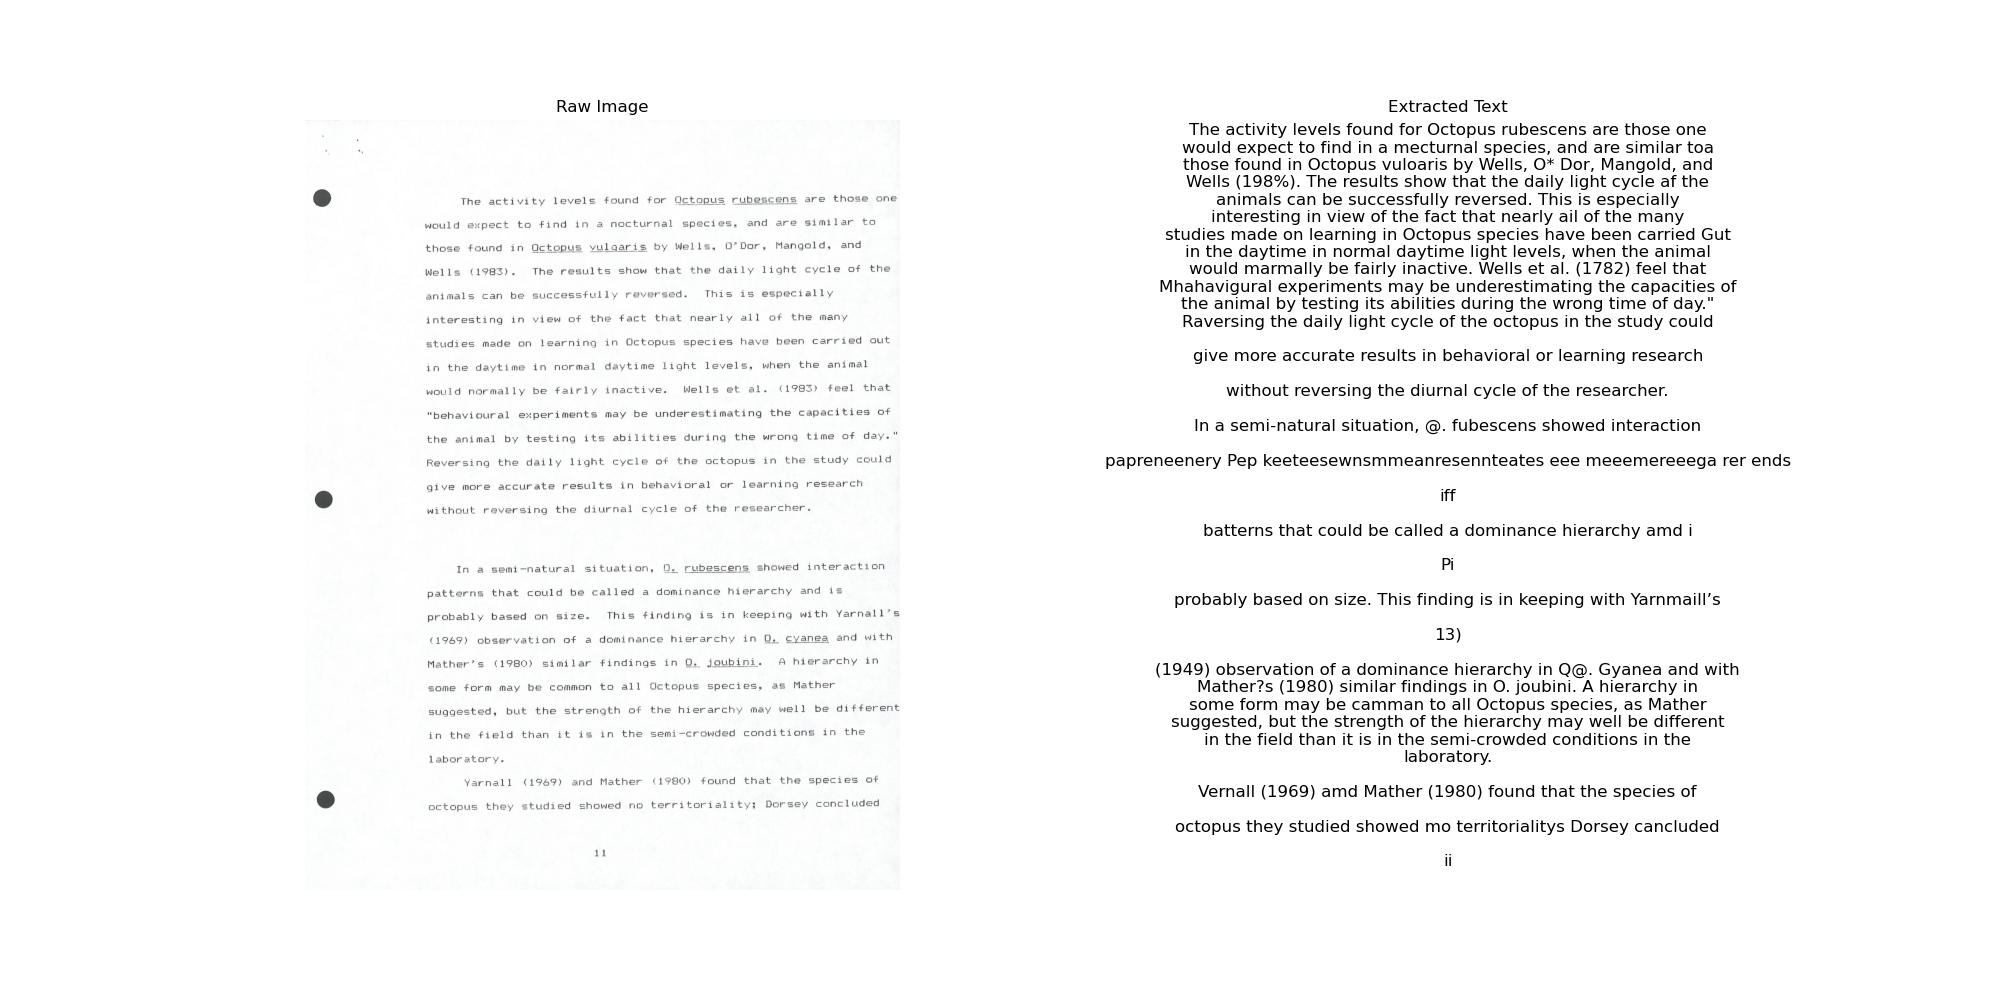 Raw Image
The activity levels found for Octopus rubescens are those one
would expect to find in a nocturnal species, and are similar to
those found in Octopus vulgaris by Wells, O'Dor, Mangold, and
Wells (1983).  The results show that the daily light cycle of the
animals can be successfully reversed.  This is especially
interesting in view of the fact that nearly all of the many
studies made on learning in Octopus species have been carried out
in the daytime in normal daytime light levels, when the animal
would normally be fairly inactive.  Wells et al. (1983) feel that
"behavioural experiments may be underestimating the capacities of
the animal by testing its abilities during the wrong time of day."
Reversing the daily light cycle of the octopus in the study could
give more accurate results in behavioral or learning research
without reversing the diurnal cycle of the researcher.
In a semi-natural situation, O. rubescens showed interaction
patterns that could be called a dominance hierarchy and is
probably based on size.  This finding is in keeping with Yarnall's
(1969) observation of a dominance hierarchy in O. cyanea and with
Mather's (1980) similar findings in O. joubini.  A hierarchy in
some form may be common to all Octopus species, as Mather
suggested, but the strength of the hierarchy may well be different
in the field than it is in the semi-crowded conditions in the
laboratory.
Yarnall (1969) and Mather (1980) found that the species of
octopus they studied showed no territoriality; Dorsey concluded
11
Extracted Text
The activity levels found for Octopus rubescens are those one
would expect to find in a mecturnal species, and are similar toa
those found in Octopus vuloaris by Wells, O* Dor, Mangold, and
Wells (198%). The results show that the daily light cycle af the
animals can be successfully reversed. This is especially
interesting in view of the fact that nearly ail of the many
studies made on learning in Octopus species have been carried Gut
in the daytime in normal daytime light levels, when the animal
would marmally be fairly inactive. Wells et al. (1782) feel that
Mhahavigural experiments may be underestimating the capacities of
the animal by testing its abilities during the wrong time of day."
Raversing the daily light cycle of the octopus in the study could
give more accurate results in behavioral or learning research
without reversing the diurnal cycle of the researcher.
In a semi-natural situation, @. fubescens showed interaction
papreneenery Pep keeteesewnsmmeanresennteates eee meeemereeega rer ends
iff
batterns that could be called a dominance hierarchy amd i
Pi
probably based on size. This finding is in keeping with Yarnmaill’s
13)
(1949) observation of a dominance hierarchy in Q@. Gyanea and with
Mather?s (1980) similar findings in O. joubini. A hierarchy in
some form may be camman to all Octopus species, as Mather
suggested, but the strength of the hierarchy may well be different
in the field than it is in the semi-crowded conditions in the
laboratory.
Vernall (1969) amd Mather (1980) found that the species of
octopus they studied showed mo territorialitys Dorsey cancluded
ii